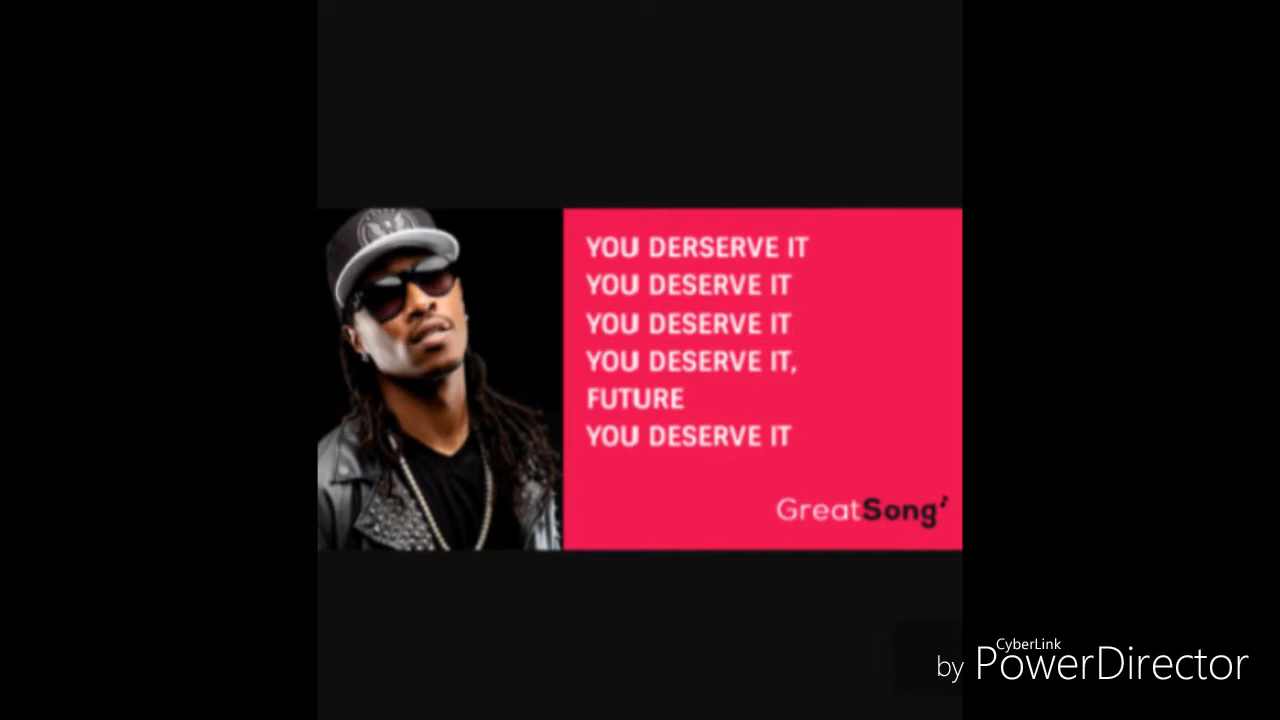 YOU DERSERVE IT
YOU DESERVE IT
YOU DESERVE IT
YOU DESERVE IT,
FUTURE
YOU DESERVE IT
GreatSong
CyberLink
by PowerDirector